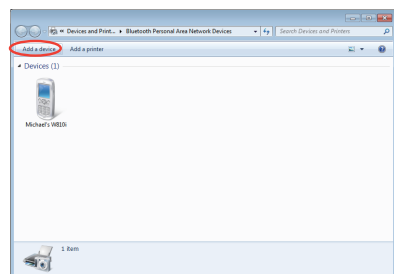 « Devices and Print... ▸ Bluetooth Personal Area Network Devices
Search Devices and Printers
Add a device Add a printer
Devices (1)
Michael's W810i
1 item